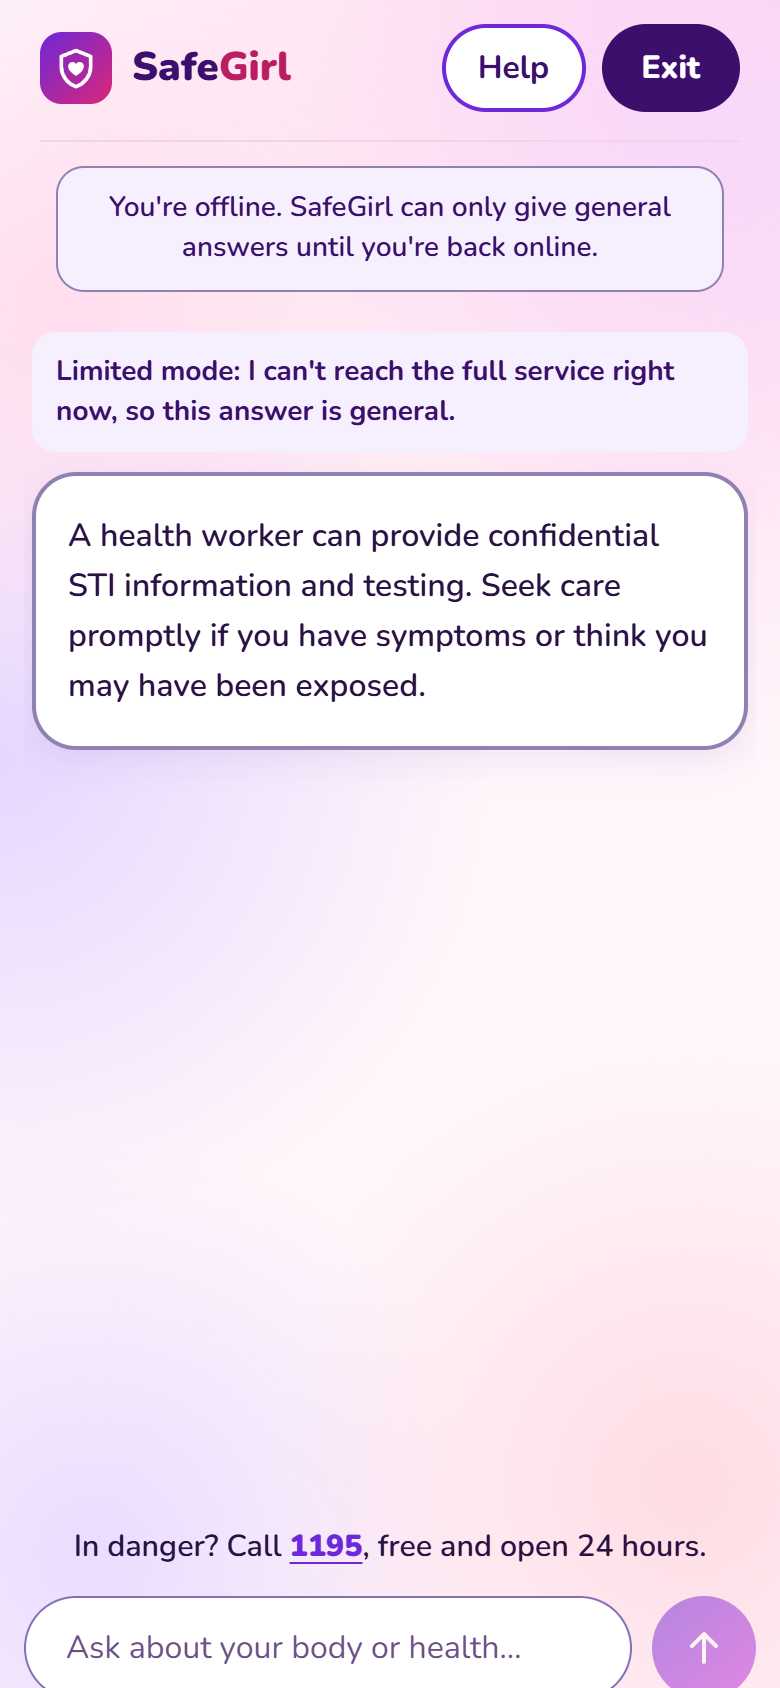 SafeGirl
Help
Exit
You're offline. SafeGirl can only give general
answers until you're back online.
Limited mode: I can't reach the full service right
now, so this answer is general.
A health worker can provide confidential
STI information and testing. Seek care
promptly if you have symptoms or think you
may have been exposed.
In danger? Call 1195, free and open 24 hours.
Ask about your body or health...